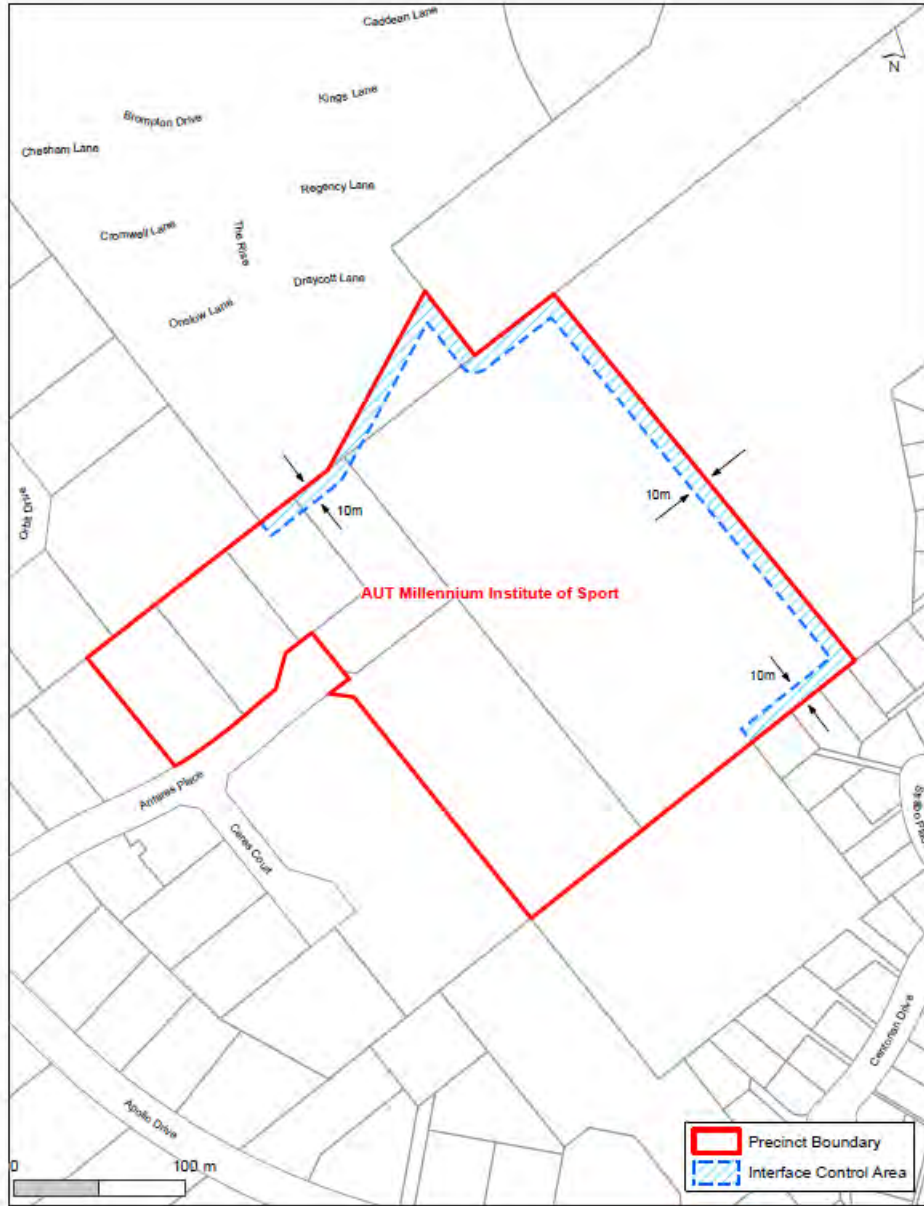 Caddean Lane
N
Kings Lane
Brompton Drive
Chesham Lane
Regency Lane
Cromwell Lane
The Rise
Draycott Lane
Onslow Lane
Orbit Drive
10m
10m
AUT Millennium Institute of Sport
10m
Antares Place
Ceres Court
Centorian Drive
Apollo Drive
Precinct Boundary
Interface Control Area
0 100 m